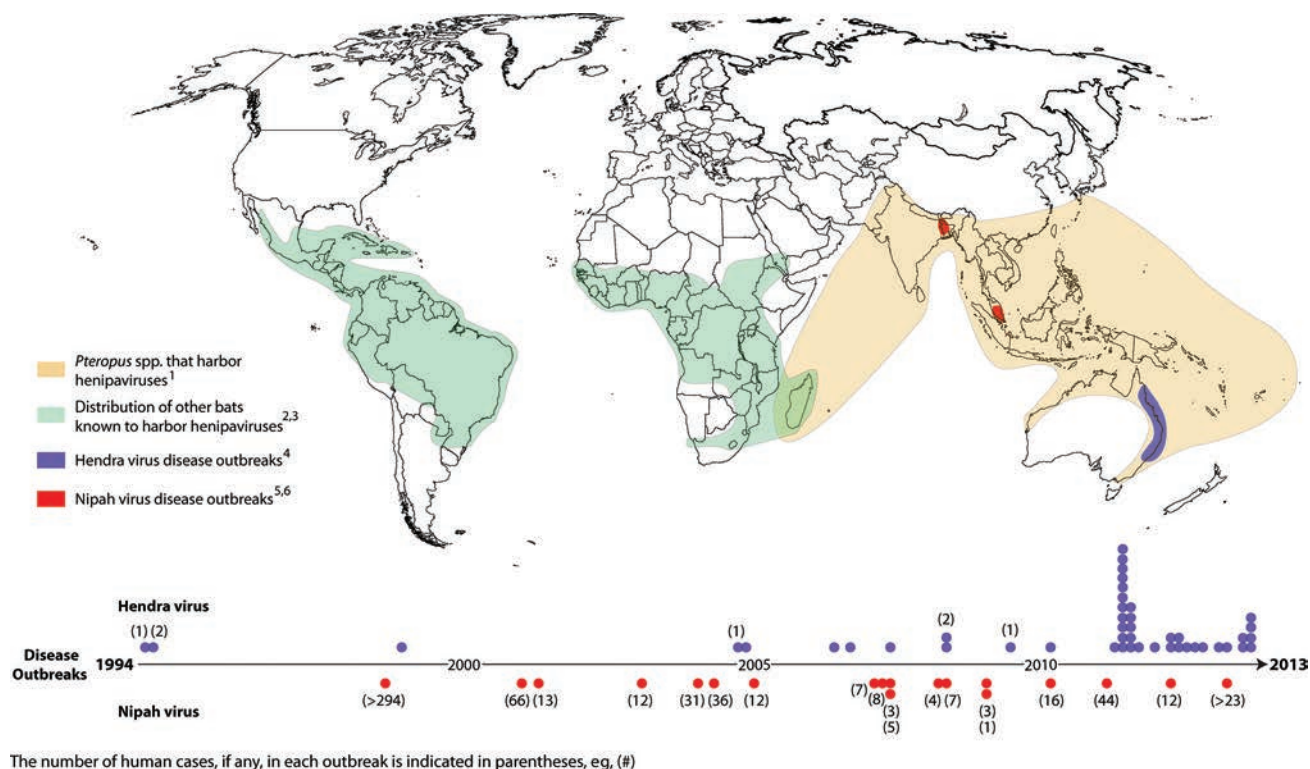 Pteropus spp. that harbor
henipaviruses1
Distribution of other bats
known to harbor henipaviruses2,3
Hendra virus disease outbreaks4
Nipah virus disease outbreaks5,6
Hendra virus
(1) (2) (1) (2) (1)
Disease
Outbreaks
1994 2000 2005 2010 2013
(>294) (66) (13) (12) (31) (36) (12) (7) (8) (4) (7) (3) (16) (44) (12) (>23)
Nipah virus
(3) (1)
(5)
The number of human cases, if any, in each outbreak is indicated in parentheses, eg, (#)